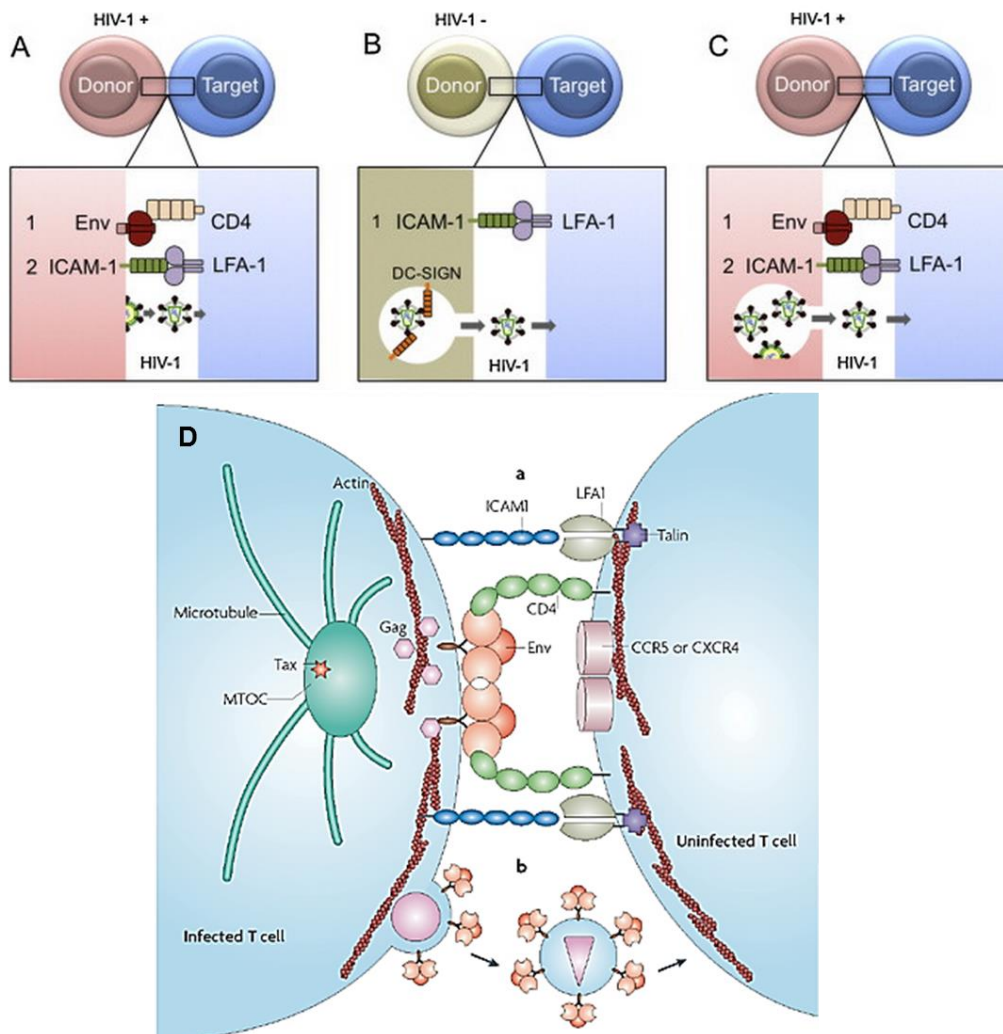 A
HIV-1 +
Donor
Target
1
Env
CD4
2
ICAM-1
LFA-1
HIV-1
B
HIV-1 -
Donor
Target
1
ICAM-1
LFA-1
DC-SIGN
HIV-1
C
HIV-1 +
Donor
Target
1
Env
CD4
2
ICAM-1
LFA-1
HIV-1
D
a
Actin
ICAM1
LFA1
Talin
Microtubule
CD4
Gag
Env
CCR5 or CXCR4
Tax
MTOC
Uninfected T cell
b
Infected T cell